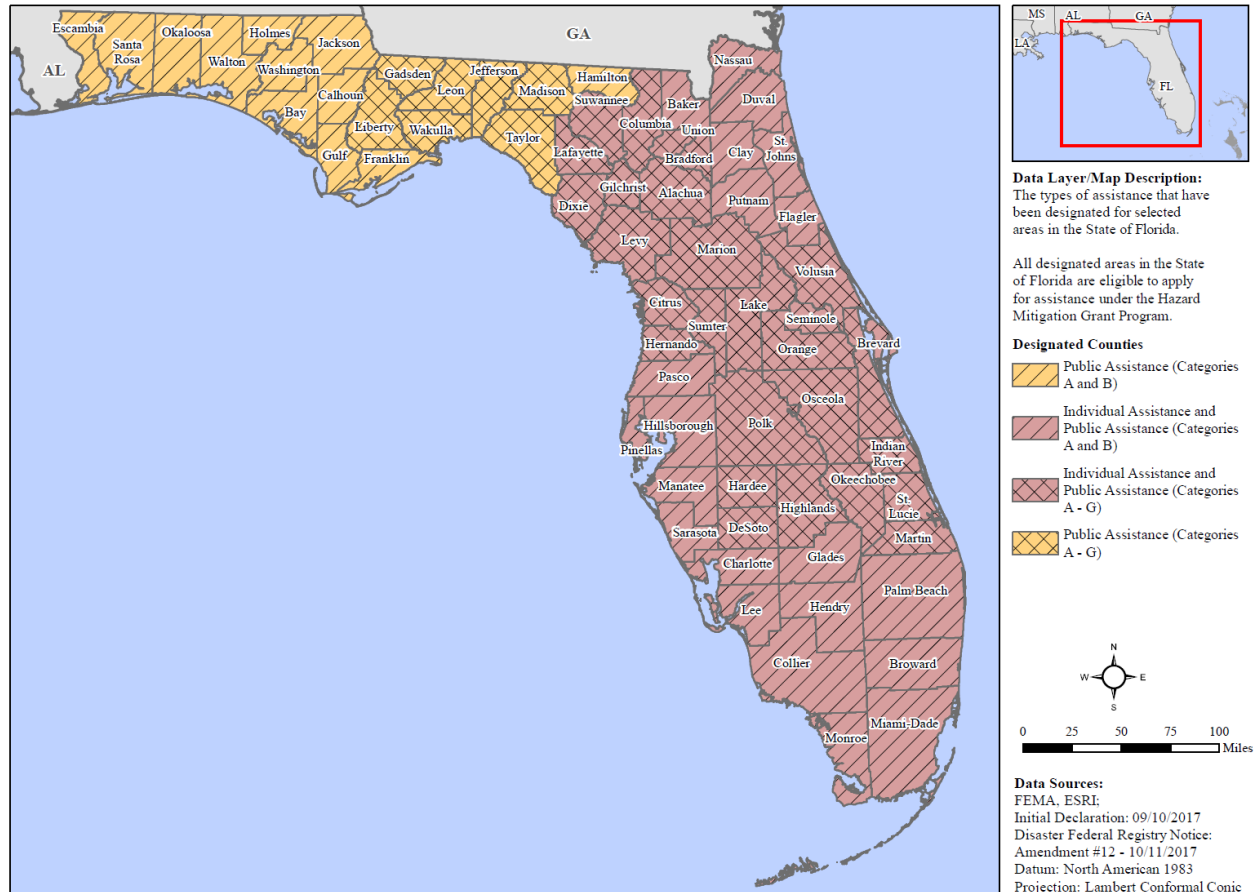 GA
AL
Escambia
Santa
Rosa
Okaloosa
Walton
Holmes
Washington
Jackson
Bay
Calhoun
Gulf
Liberty
Franklin
Gadsden
Leon
Wakulla
Jefferson
Madison
Taylor
Hamilton
Suwannee
Lafayette
Dixie
Columbia
Gilchrist
Levy
Baker
Union
Bradford
Alachua
Marion
Nassau
Duval
Clay
St.
Johns
Putnam
Flagler
Volusia
Citrus
Sumter
Lake
Seminole
Hernando
Orange
Brevard
Pasco
Osceola
Hillsborough
Polk
Pinellas
Indian
River
Manatee
Hardee
Okeechobee
Highlands
St.
Lucie
Sarasota
DeSoto
Martin
Charlotte
Glades
Lee
Hendry
Palm Beach
Collier
Broward
Monroe
Miami-Dade
MS
AL
GA
LA
FL
Data Layer/Map Description:
The types of assistance that have
been designated for selected
areas in the State of Florida.
All designated areas in the State
of Florida are eligible to apply
for assistance under the Hazard
Mitigation Grant Program.
Designated Counties
Public Assistance (Categories
A and B)
Individual Assistance and
Public Assistance (Categories
A and B)
Individual Assistance and
Public Assistance (Categories
A - G)
Public Assistance (Categories
A - G)
N
W E
S
0 25 50 75 100
Miles
Data Sources:
FEMA, ESRI;
Initial Declaration: 09/10/2017
Disaster Federal Registry Notice:
Amendment #12 - 10/11/2017
Datum: North American 1983
Projection: Lambert Conformal Conic